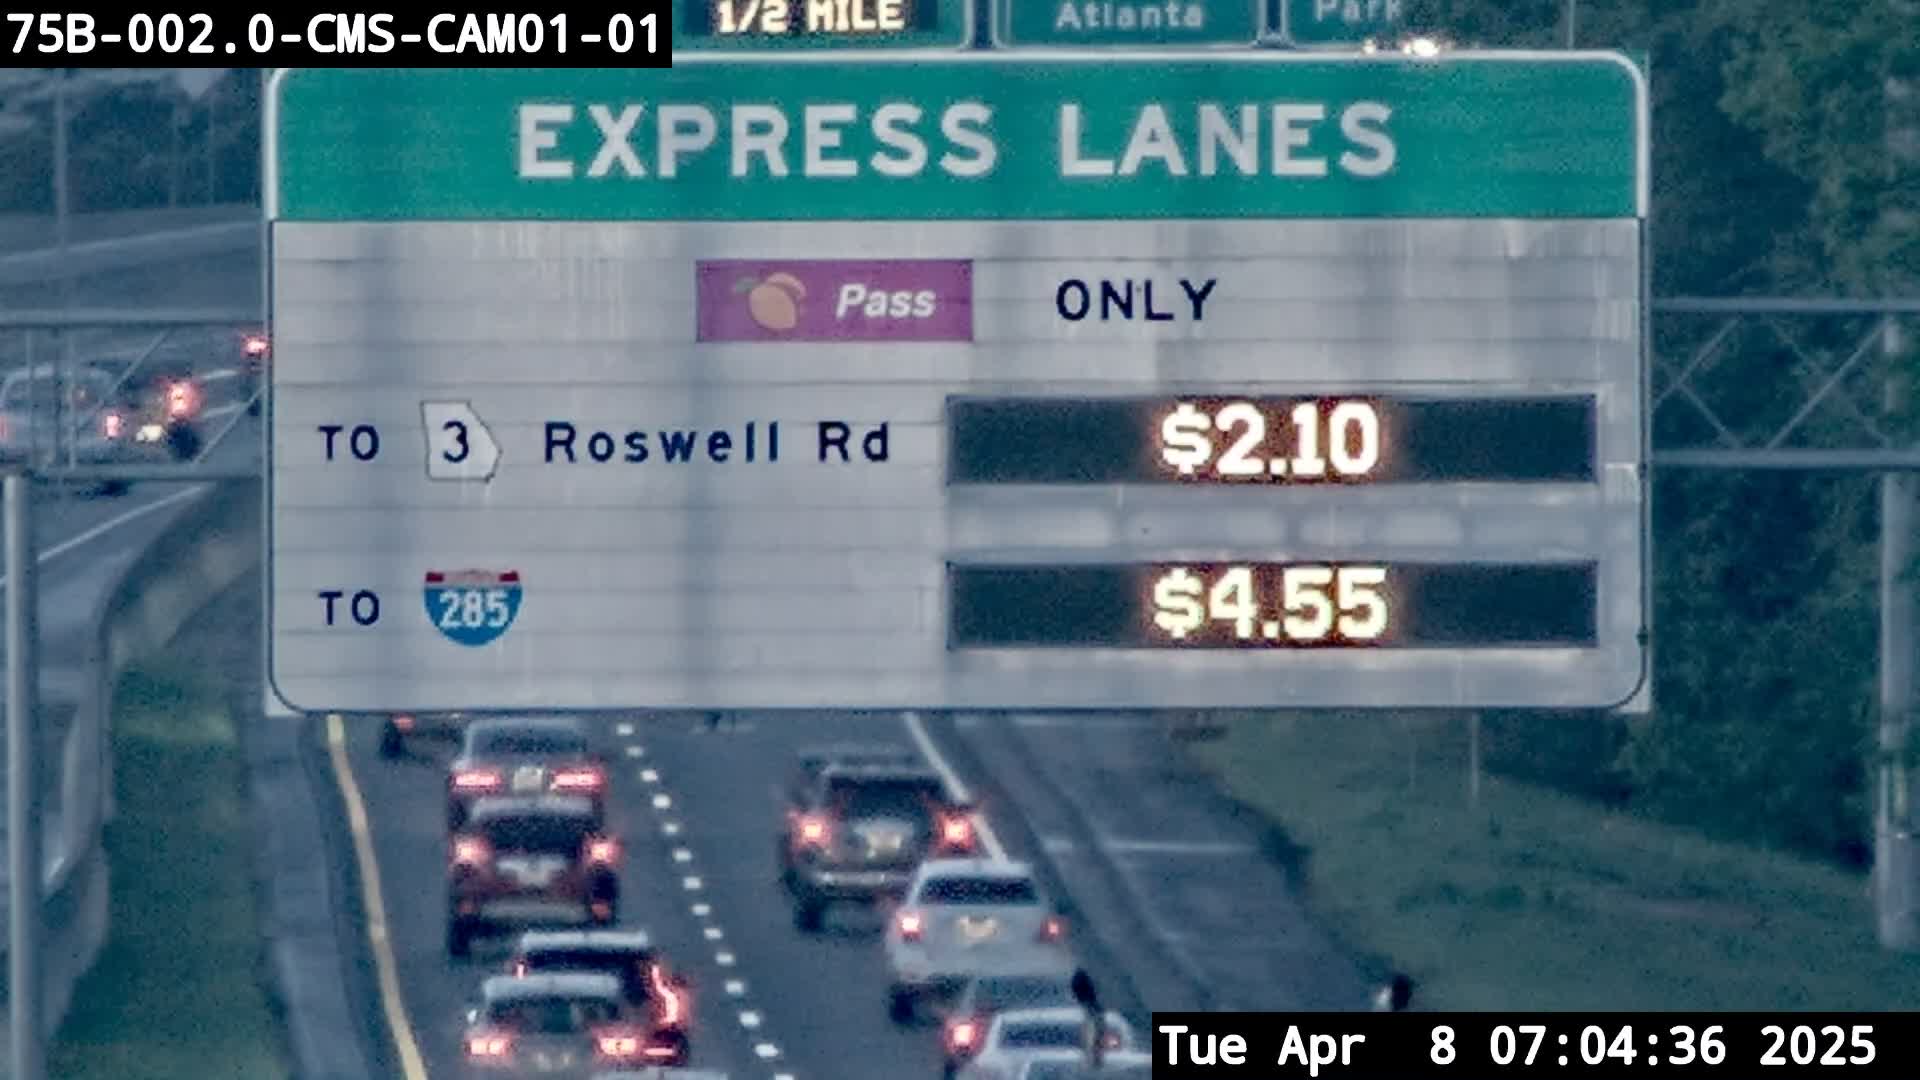 75B-002.0-CMS-CAM01-01
1/2 MILE
Atlanta
Park
EXPRESS LANES
Pass ONLY
TO 3 Roswell Rd $2.10
TO 285 $4.55
Tue Apr 8 07:04:36 2025